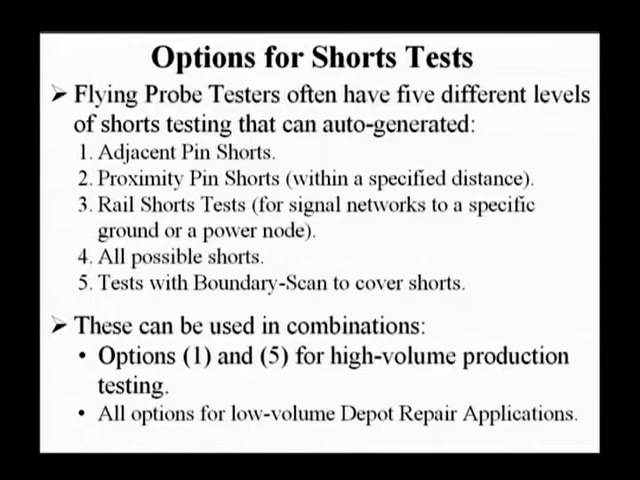 Options for Shorts Tests
➢ Flying Probe Testers often have five different levels
of shorts testing that can auto-generated:
1. Adjacent Pin Shorts.
2. Proximity Pin Shorts (within a specified distance).
3. Rail Shorts Tests (for signal networks to a specific
ground or a power node).
4. All possible shorts.
5. Tests with Boundary-Scan to cover shorts.
➢ These can be used in combinations:
• Options (1) and (5) for high-volume production
testing.
• All options for low-volume Depot Repair Applications.